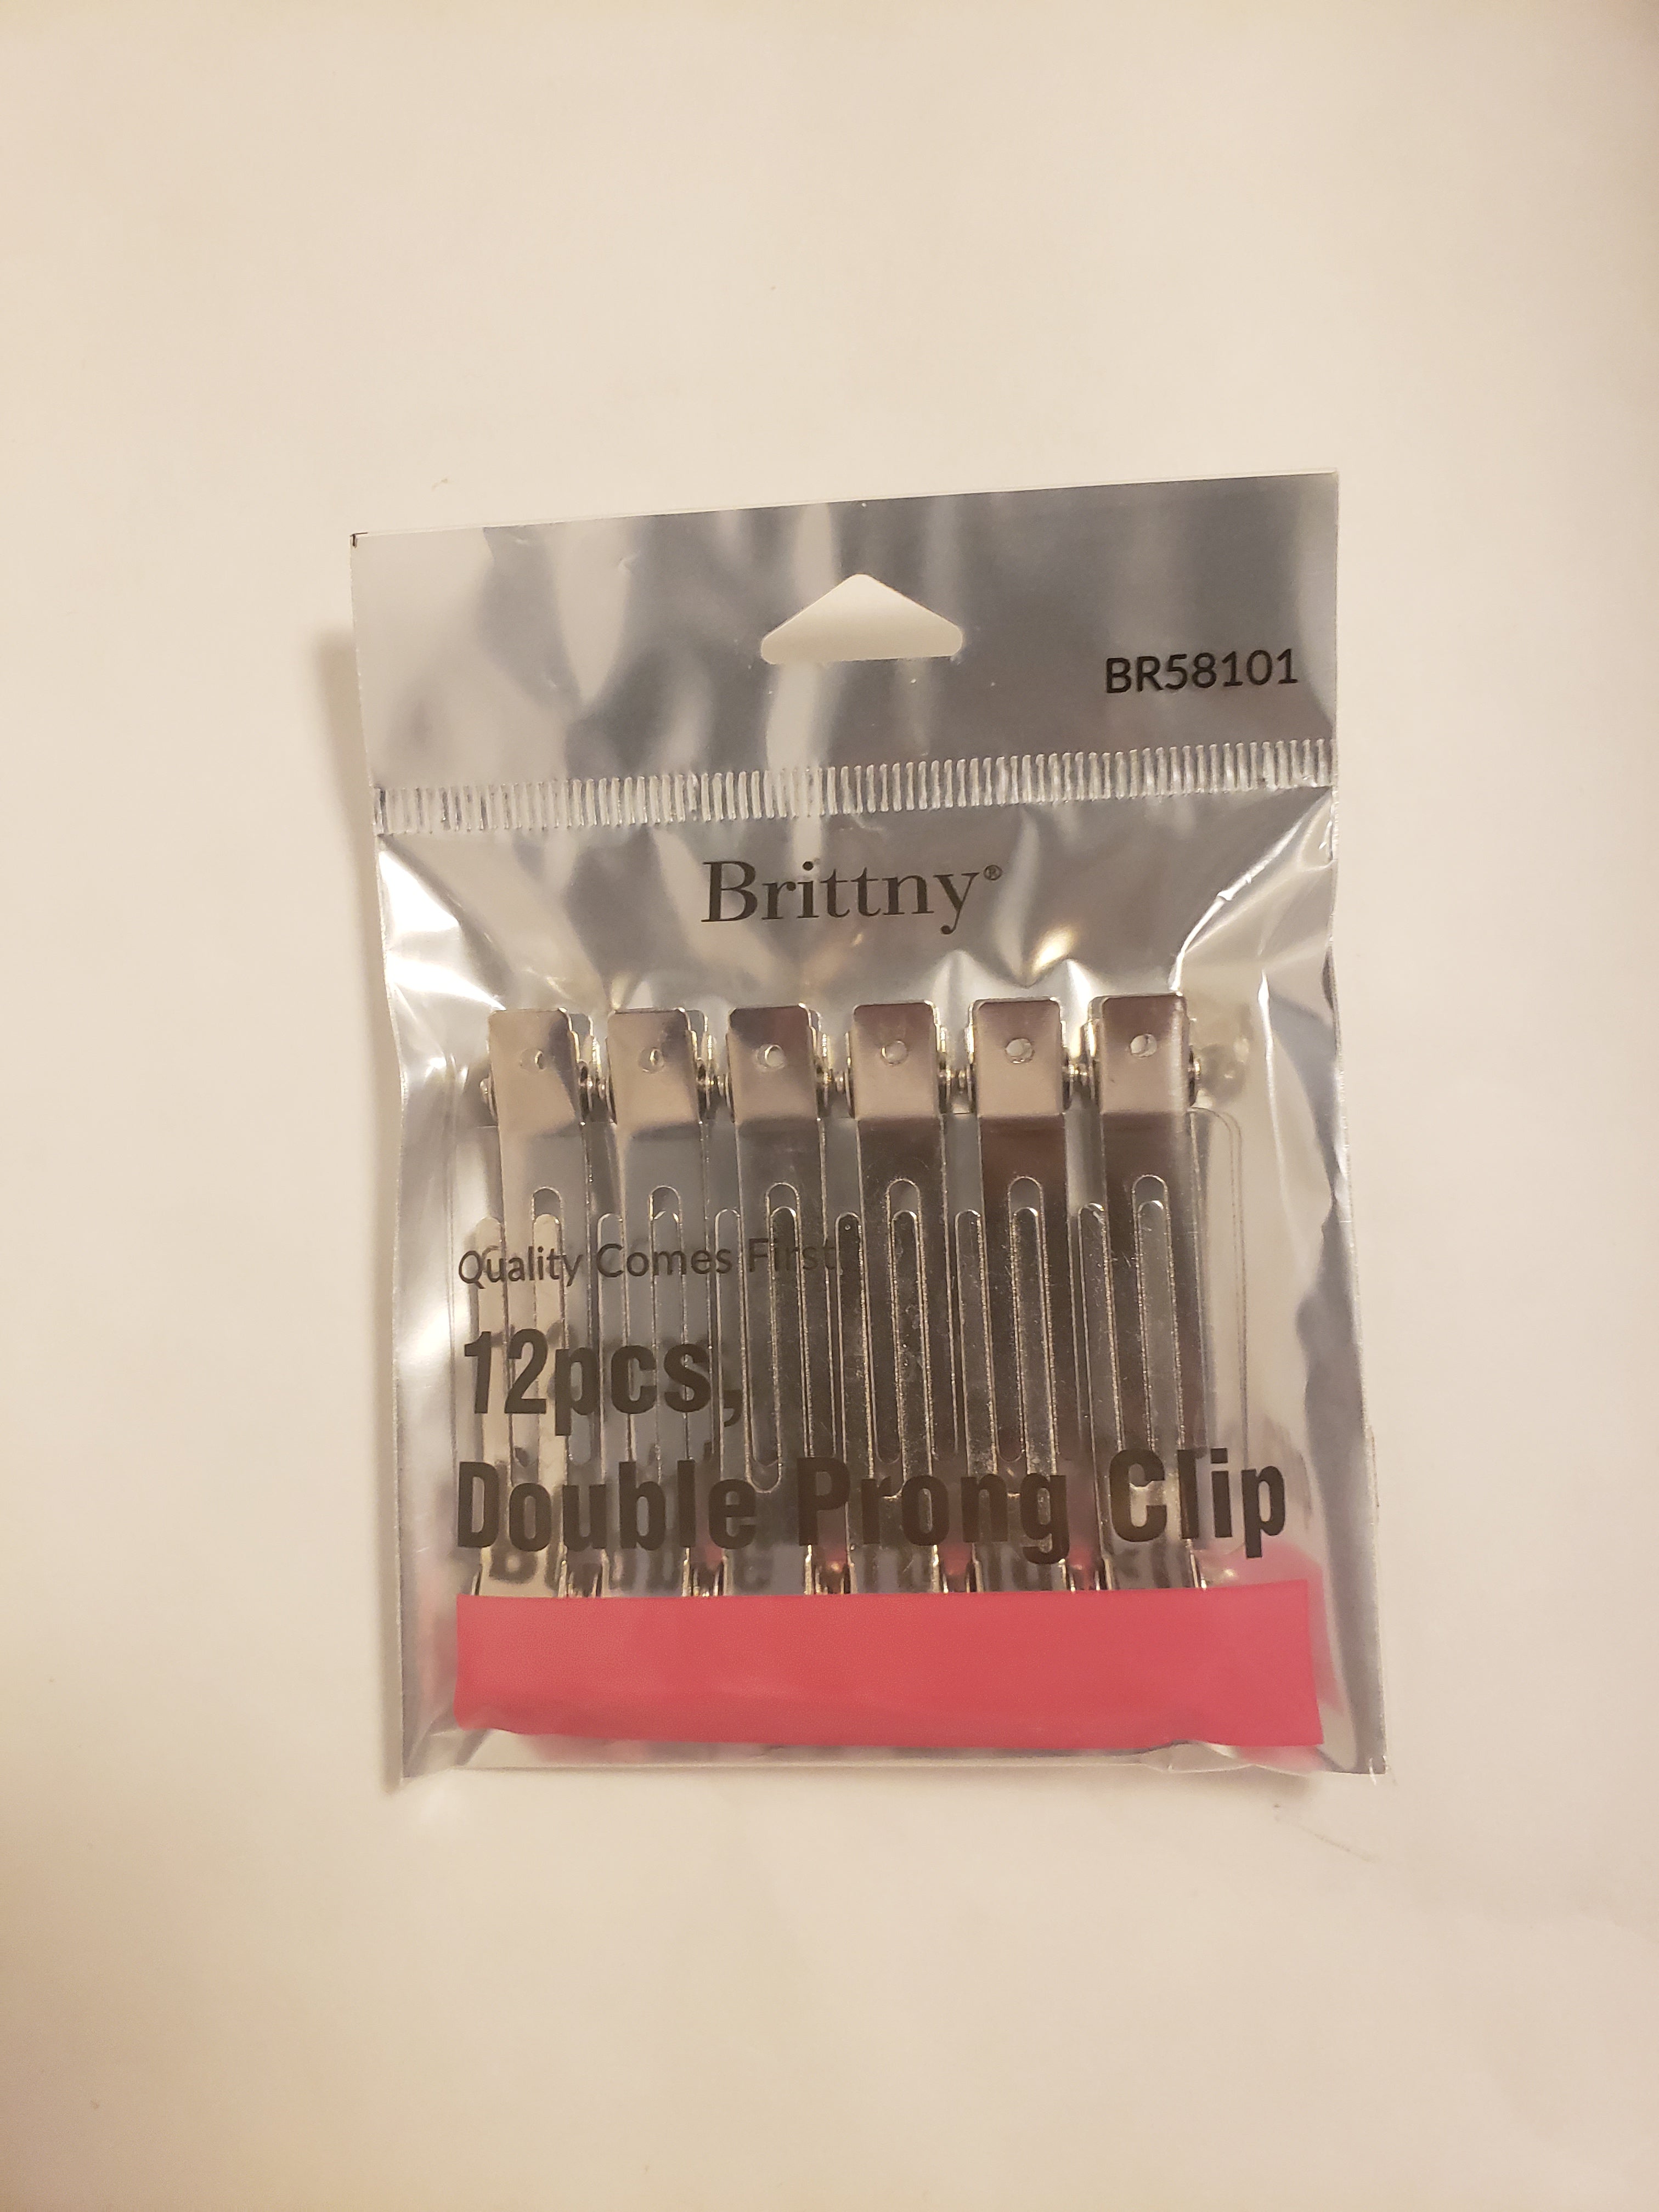 BR58101
Brittny®
Quality Comes First
12pcs,
Double Prong Clip